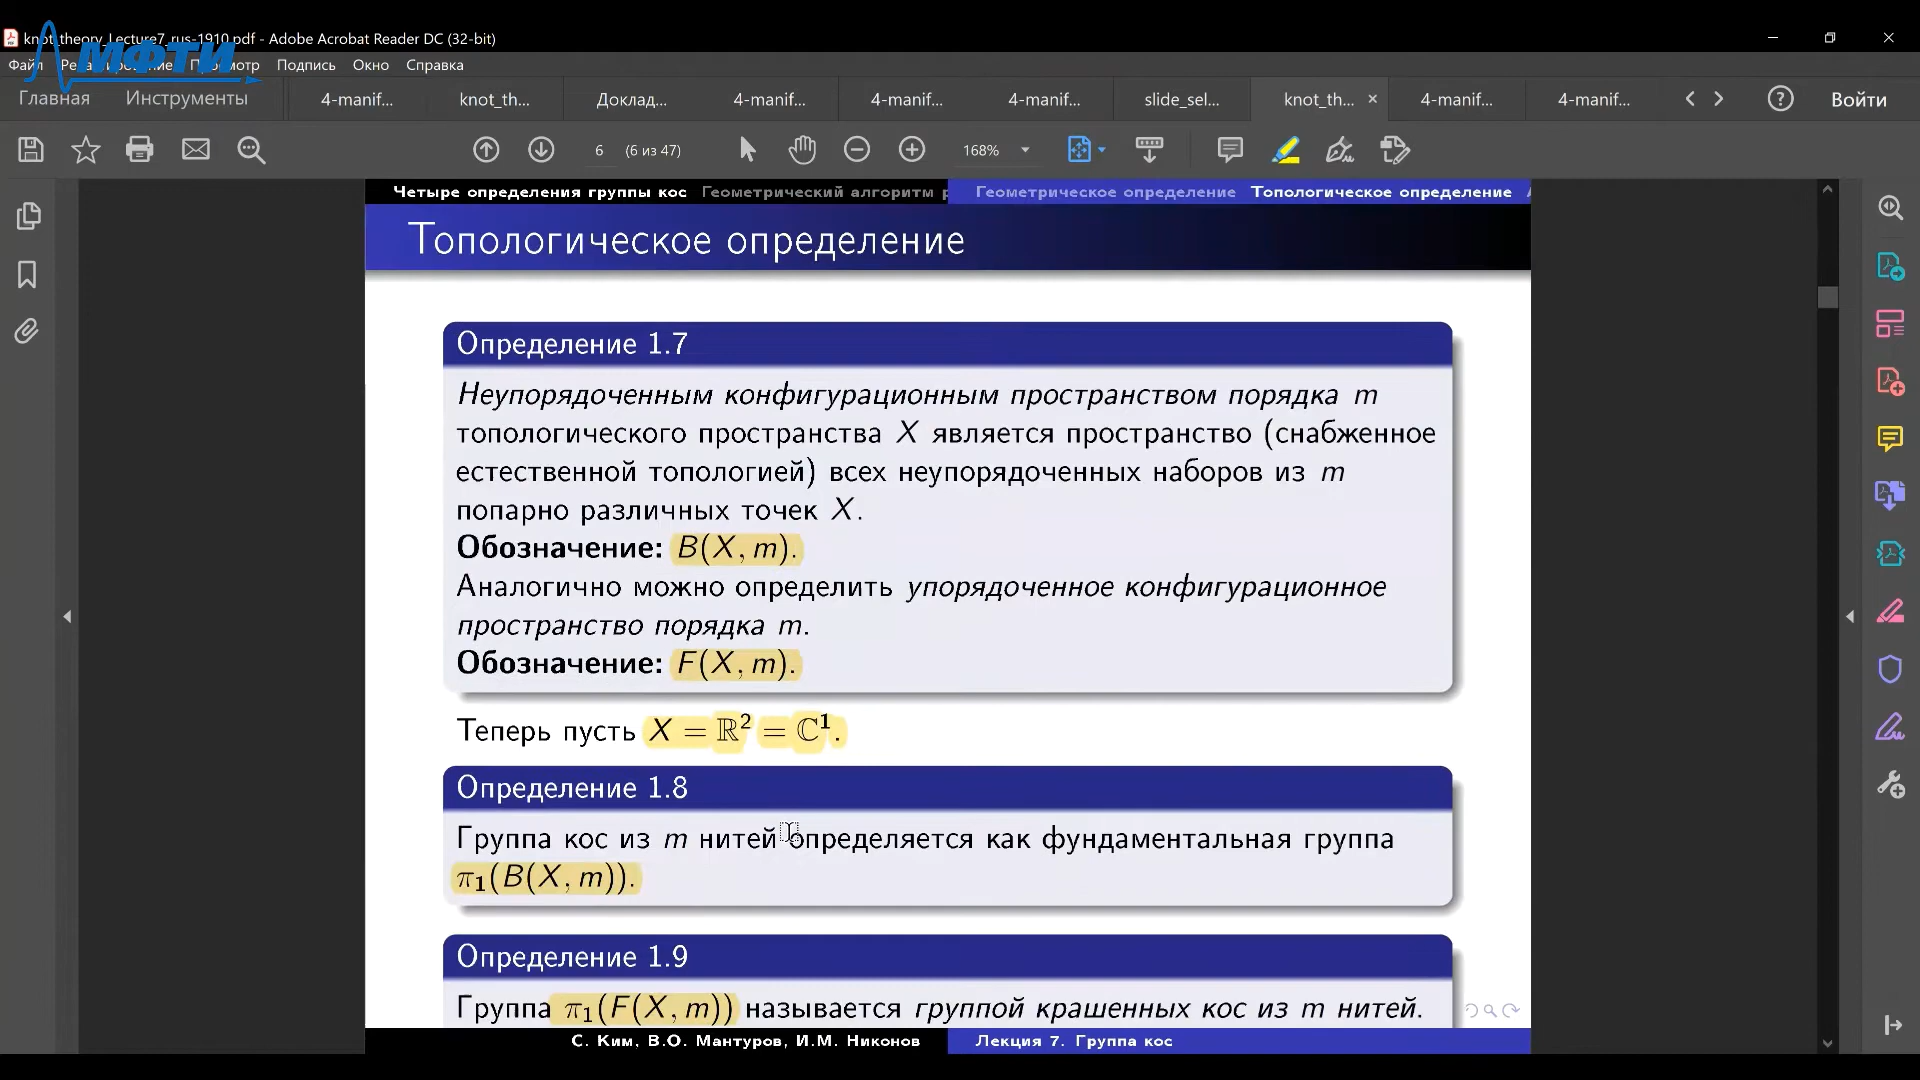 knot_theory_Lecture7_rus-1910.pdf - Adobe Acrobat Reader DC (32-bit)
МФТИ
Файл Редактирование Просмотр Подпись Окно Справка
Главная Инструменты 4-manif... knot_th... Доклад... 4-manif... 4-manif... 4-manif... slide_sel... knot_th... 4-manif... 4-manif... Войти
6 (6 из 47) 168%
Четыре определения группы кос Геометрический алгоритм р Геометрическое определение Топологическое определение
Топологическое определение
Определение 1.7
Неупорядоченным конфигурационным пространством порядка m
топологического пространства X является пространство (снабженное
естественной топологией) всех неупорядоченных наборов из m
попарно различных точек X.
Обозначение: B(X, m).
Аналогично можно определить упорядоченное конфигурационное
пространство порядка m.
Обозначение: F(X, m).
Теперь пусть X = ℝ² = ℂ¹.
Определение 1.8
Группа кос из m нитей определяется как фундаментальная группа
π₁(B(X, m)).
Определение 1.9
Группа π₁(F(X, m)) называется группой крашенных кос из m нитей.
С. Ким, В.О. Мантуров, И.М. Никонов Лекция 7. Группа кос